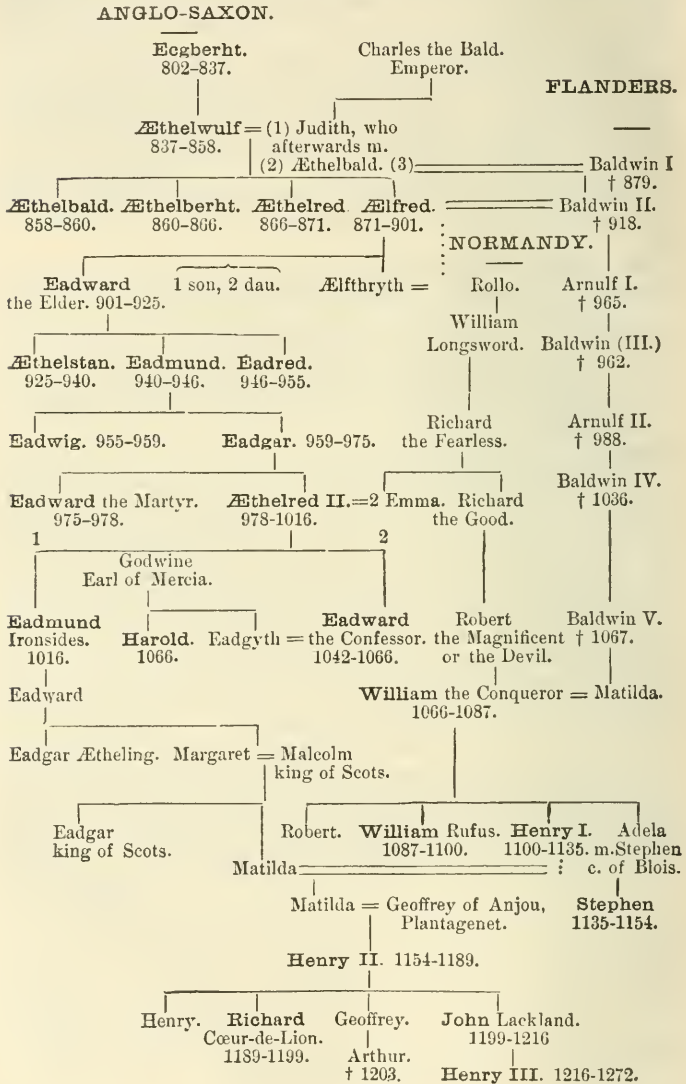 ANGLO-SAXON.
Ecgberht. Charles the Bald.
802-837. Emperor.
FLANDERS.
Æthelwulf = (1) Judith, who
837-858. afterwards m.
(2) Æthelbald. (3) Baldwin I
† 879.
Æthelbald. Æthelberht. Æthelred Ælfred. Baldwin II.
858-860. 860-866. 866-871. 871-901. † 918.
NORMANDY.
Eadward 1 son, 2 dau. Ælfthryth = Rollo. Arnulf I.
the Elder. 901-925. † 965.
William
Longsword. Baldwin (III.)
Æthelstan. Eadmund. Eadred. † 962.
925-940. 940-946. 946-955.
Richard Arnulf II.
Eadwig. 955-959. Eadgar. 959-975. the Fearless. † 988.
Baldwin IV.
Eadward the Martyr. Æthelred II.=2 Emma. Richard † 1036.
975-978. 978-1016. the Good.
1 2
Godwine
Earl of Mercia.
Eadmund Eadward Robert Baldwin V.
Ironsides. Harold. Eadgyth = the Confessor. the Magnificent † 1067.
1016. 1066. 1042-1066. or the Devil.
Eadward William the Conqueror = Matilda.
1066-1087.
Eadgar Ætheling. Margaret = Malcolm
king of Scots.
Eadgar Robert. William Rufus. Henry I. Adela
king of Scots. 1087-1100. 1100-1135. m. Stephen
Matilda c. of Blois.
Matilda = Geoffrey of Anjou, Stephen
Plantagenet. 1135-1154.
Henry II. 1154-1189.
Henry. Richard Geoffrey. John Lackland.
Cœur-de-Lion. 1199-1216
1189-1199. Arthur.
† 1203. Henry III. 1216-1272.